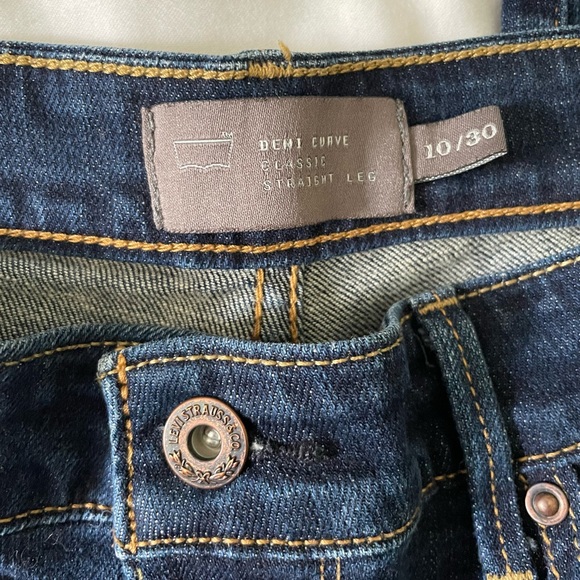 DEMI CURVE
CLASSIC
STRAIGHT LEG
10/30
LEVI STRAUSS & CO